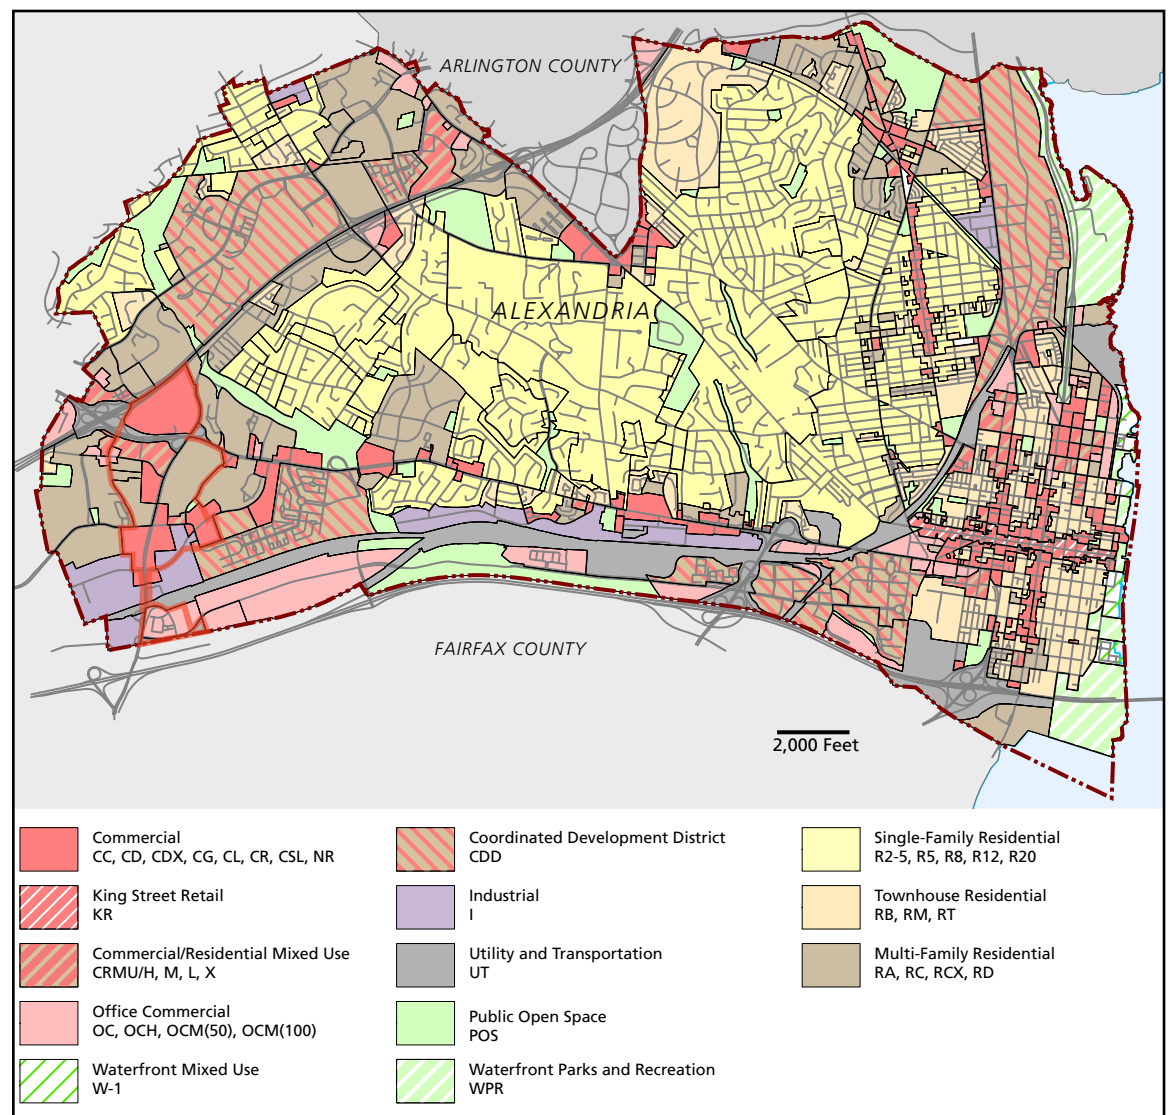 ARLINGTON COUNTY
ALEXANDRIA
FAIRFAX COUNTY
2,000 Feet
Commercial
CC, CD, CDX, CG, CL, CR, CSL, NR
King Street Retail
KR
Commercial/Residential Mixed Use
CRMU/H, M, L, X
Office Commercial
OC, OCH, OCM(50), OCM(100)
Waterfront Mixed Use
W-1
Coordinated Development District
CDD
Industrial
I
Utility and Transportation
UT
Public Open Space
POS
Waterfront Parks and Recreation
WPR
Single-Family Residential
R2-5, R5, R8, R12, R20
Townhouse Residential
RB, RM, RT
Multi-Family Residential
RA, RC, RCX, RD